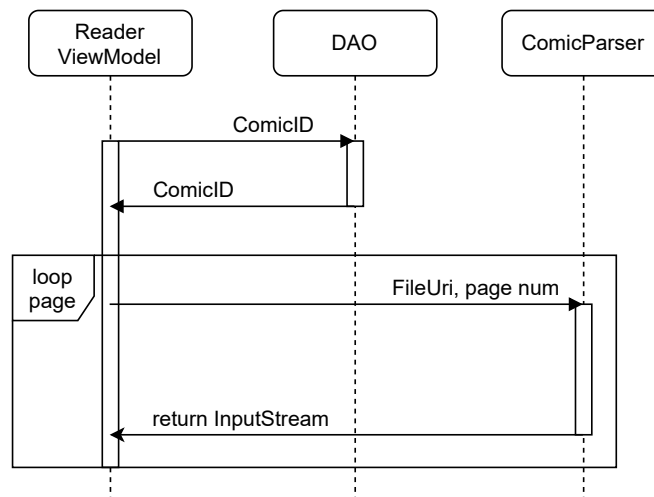 Reader
ViewModel
DAO
ComicParser
ComicID
ComicID
loop
page
FileUri, page num
return InputStream